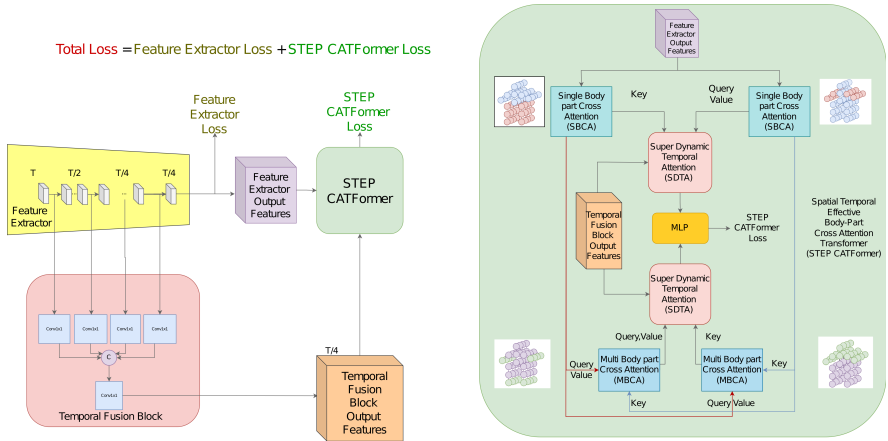 Total Loss = Feature Extractor Loss + STEP CATFormer Loss
Feature
Extractor
Loss
STEP
CATFormer
Loss
T
T/2
T/4
T/4
...
Feature
Extractor
Feature
Extractor
Output
Features
STEP
CATFormer
Conv1x1
Conv1x1
Conv1x1
Conv1x1
C
Conv1x1
Temporal Fusion Block
T/4
Temporal
Fusion
Block
Output
Features
Feature
Extractor
Output
Features
Single Body
part Cross
Attention
(SBCA)
Key
Query
Value
Single Body
part Cross
Attention
(SBCA)
Super Dynamic
Temporal
Attention
(SDTA)
Temporal
Fusion
Block
Output
Features
MLP
STEP
CATFormer
Loss
Spatial Temporal
Effective
Body-Part
Cross Attention
Transformer
(STEP CATFormer)
Super Dynamic
Temporal
Attention
(SDTA)
Query,Value
Key
Query
Value
Multi Body part
Cross Attention
(MBCA)
Multi Body part
Cross Attention
(MBCA)
Key
Key
Query Value